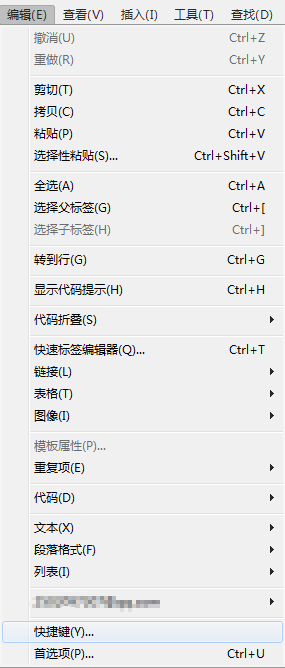 编辑(E) 查看(V) 插入(I) 工具(T) 查找(D)
撤消(U) Ctrl+Z
重做(R) Ctrl+Y
剪切(T) Ctrl+X
拷贝(C) Ctrl+C
粘贴(P) Ctrl+V
选择性粘贴(S)... Ctrl+Shift+V
全选(A) Ctrl+A
选择父标签(G) Ctrl+[
选择子标签(H) Ctrl+]
转到行(G) Ctrl+G
显示代码提示(H) Ctrl+H
代码折叠(S)
快速标签编辑器(Q)... Ctrl+T
链接(L)
表格(T)
图像(I)
模板属性(P)...
重复项(E)
代码(D)
文本(X)
段落格式(F)
列表(I)
快捷键(Y)...
首选项(P)... Ctrl+U